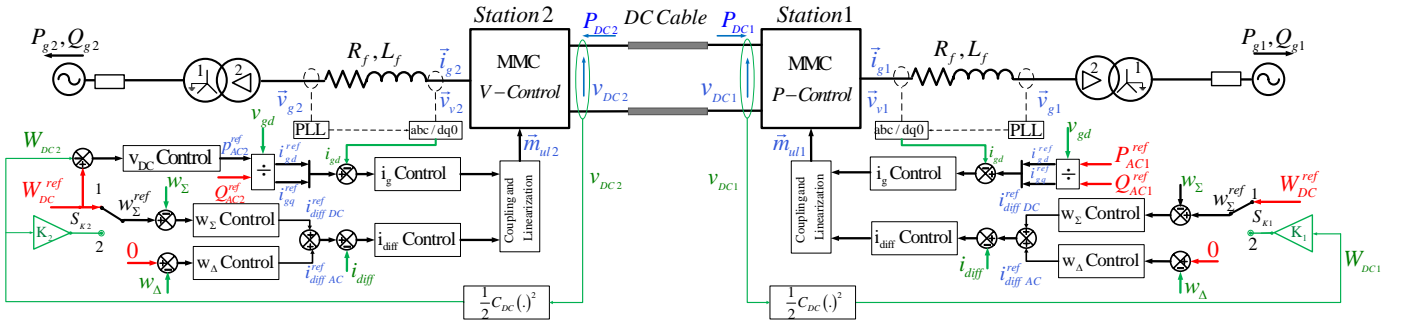 Station 2
P_DC2
DC Cable
P_DC1
Station 1
P_g2, Q_g2
R_f, L_f
i_g2
MMC
V-Control
v_DC2
v_DC1
MMC
P-Control
i_g1
R_f, L_f
P_g1, Q_g1
1
2
v_g2
v_v2
v_v1
v_g1
2
1
PLL
abc/dq0
m_ul2
m_ul1
abc/dq0
PLL
v_gd
v_gd
W_DC2
v_DC Control
p_AC2^ref
÷
i_gd^ref
i_gq^ref
i_gd
i_g Control
Coupling and Linearization
v_DC2
v_DC1
Coupling and Linearization
i_g Control
i_gd
i_gd^ref
i_gq^ref
÷
P_AC1^ref
Q_AC1^ref
W_DC^ref
Q_AC2^ref
1
S_K2
2
w_Σ^ref
w_Σ
w_Σ Control
i_diff DC^ref
i_diff DC^ref
w_Σ Control
w_Σ
w_Σ^ref
1
W_DC^ref
S_K1
2
K_2
i_diff Control
i_diff Control
K_1
0
w_Δ
w_Δ Control
i_diff AC^ref
i_diff
i_diff
i_diff AC^ref
w_Δ Control
0
w_Δ
W_DC1
1/2 C_DC (.)^2
1/2 C_DC (.)^2